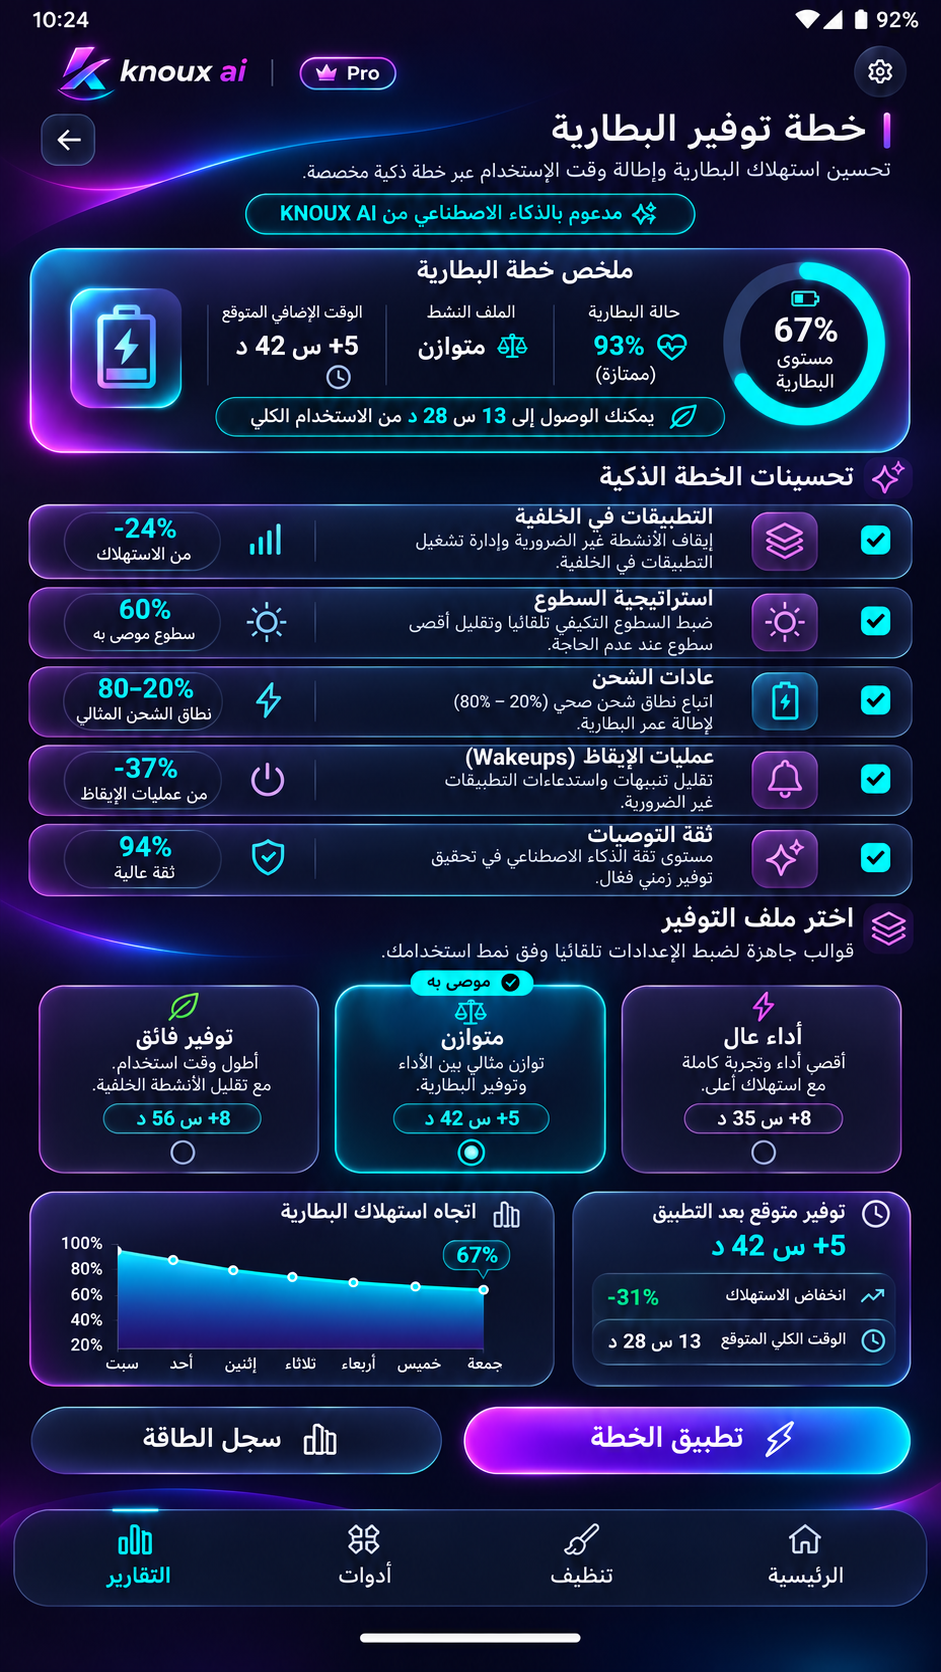 10:24
92%
knoux ai
Pro
خطة توفير البطارية
تحسين استهلاك البطارية وإطالة وقت الإستخدام عبر خطة ذكية مخصصة.
مدعوم بالذكاء الاصطناعي من KNOUX AI
ملخص خطة البطارية
67%
مستوى
البطارية
حالة البطارية
93%
(ممتازة)
الملف النشط
متوازن
الوقت الإضافي المتوقع
+5 س 42 د
يمكنك الوصول إلى 13 س 28 د من الاستخدام الكلي
تحسينات الخطة الذكية
التطبيقات في الخلفية
إيقاف الأنشطة غير الضرورية وإدارة تشغيل
التطبيقات في الخلفية.
-24%
من الاستهلاك
استراتيجية السطوع
ضبط السطوع التكيفي تلقائيا وتقليل أقصى
سطوع عند عدم الحاجة.
60%
سطوع موصى به
عادات الشحن
اتباع نطاق شحن صحي (20% – 80%)
لإطالة عمر البطارية.
80-20%
نطاق الشحن المثالي
عمليات الإيقاظ (Wakeups)
تقليل تنبيهات واستدعاءات التطبيقات
غير الضرورية.
-37%
من عمليات الإيقاظ
ثقة التوصيات
مستوى ثقة الذكاء الاصطناعي في تحقيق
توفير زمني فعال.
94%
ثقة عالية
اختر ملف التوفير
قوالب جاهزة لضبط الإعدادات تلقائيا وفق نمط استخدامك.
أداء عال
أقصي أداء وتجربة كاملة
مع استهلاك أعلى.
+8 س 35 د
موصى به
متوازن
توازن مثالي بين الأداء
وتوفير البطارية.
+5 س 42 د
توفير فائق
أطول وقت استخدام.
مع تقليل الأنشطة الخلفية.
+8 س 56 د
توفير متوقع بعد التطبيق
+5 س 42 د
انخفاض الاستهلاك
-31%
الوقت الكلي المتوقع
13 س 28 د
اتجاه استهلاك البطارية
67%
100%
80%
60%
40%
20%
سبت
أحد
إثنين
ثلاثاء
أربعاء
خميس
جمعة
تطبيق الخطة
سجل الطاقة
الرئيسية
تنظيف
أدوات
التقارير